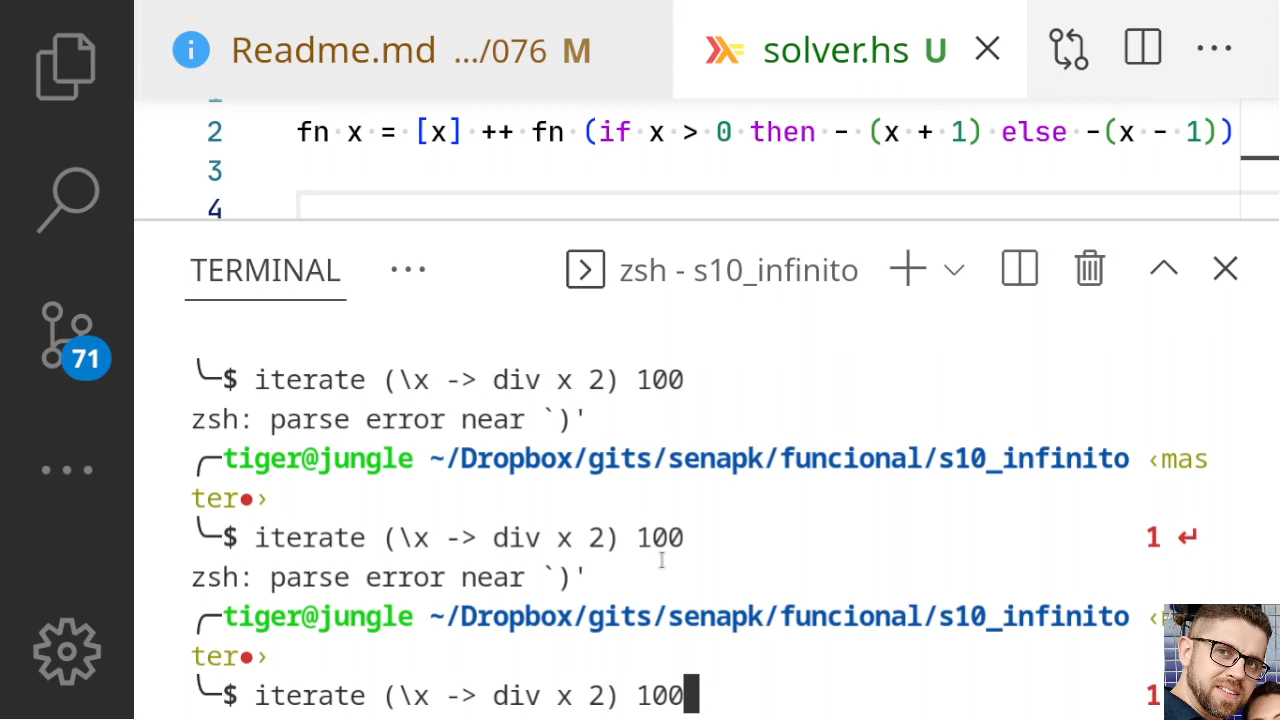 Readme.md .../076 M
solver.hs U
2 fn x = [x] ++ fn (if x > 0 then - (x + 1) else -(x - 1))
3
4
71
TERMINAL
zsh - s10_infinito
╰─$ iterate (\x -> div x 2) 100
zsh: parse error near `)'
╭─tiger@jungle ~/Dropbox/gits/senapk/funcional/s10_infinito ‹mas
ter●›
╰─$ iterate (\x -> div x 2) 100 1 ↵
zsh: parse error near `)'
╭─tiger@jungle ~/Dropbox/gits/senapk/funcional/s10_infinito ‹
ter●›
╰─$ iterate (\x -> div x 2) 100 1